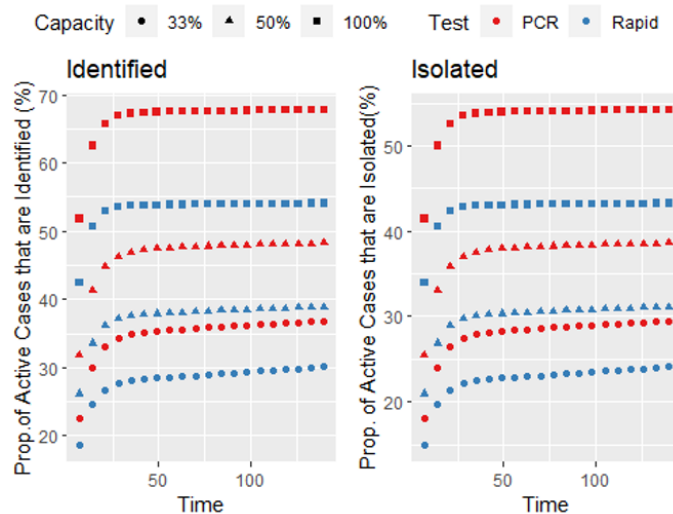 Capacity 33% 50% 100% Test PCR Rapid
Identified
Prop.of Active Cases that are Identified (%)
70
60
50
40
30
20
50
100
Time
Isolated
Prop. of Active Cases that are Isolated(%)
50
40
30
20
50
100
Time